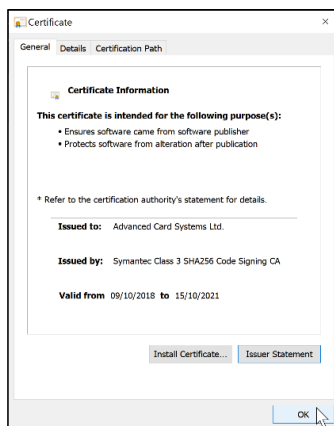 Certificate
General Details Certification Path
Certificate Information
This certificate is intended for the following purpose(s):
• Ensures software came from software publisher
• Protects software from alteration after publication
* Refer to the certification authority's statement for details.
Issued to: Advanced Card Systems Ltd.
Issued by: Symantec Class 3 SHA256 Code Signing CA
Valid from 09/10/2018 to 15/10/2021
Install Certificate... Issuer Statement
OK